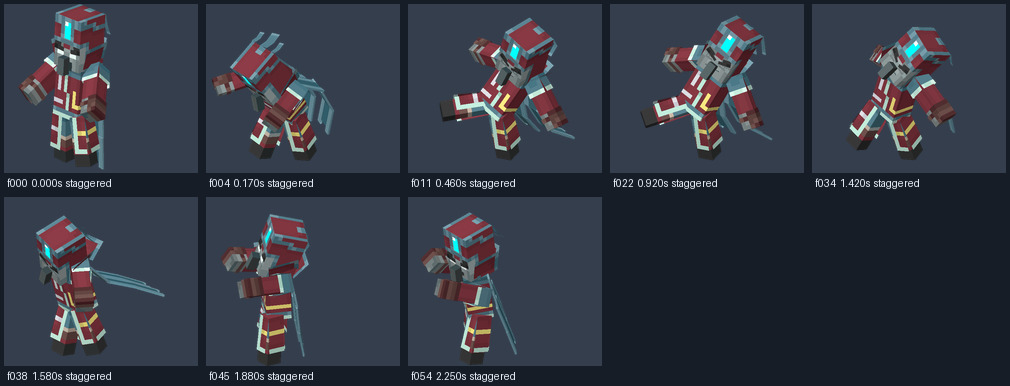 f000 0.000s staggered
f004 0.170s staggered
f011 0.460s staggered
f022 0.920s staggered
f034 1.420s staggered
f038 1.580s staggered
f045 1.880s staggered
f054 2.250s staggered